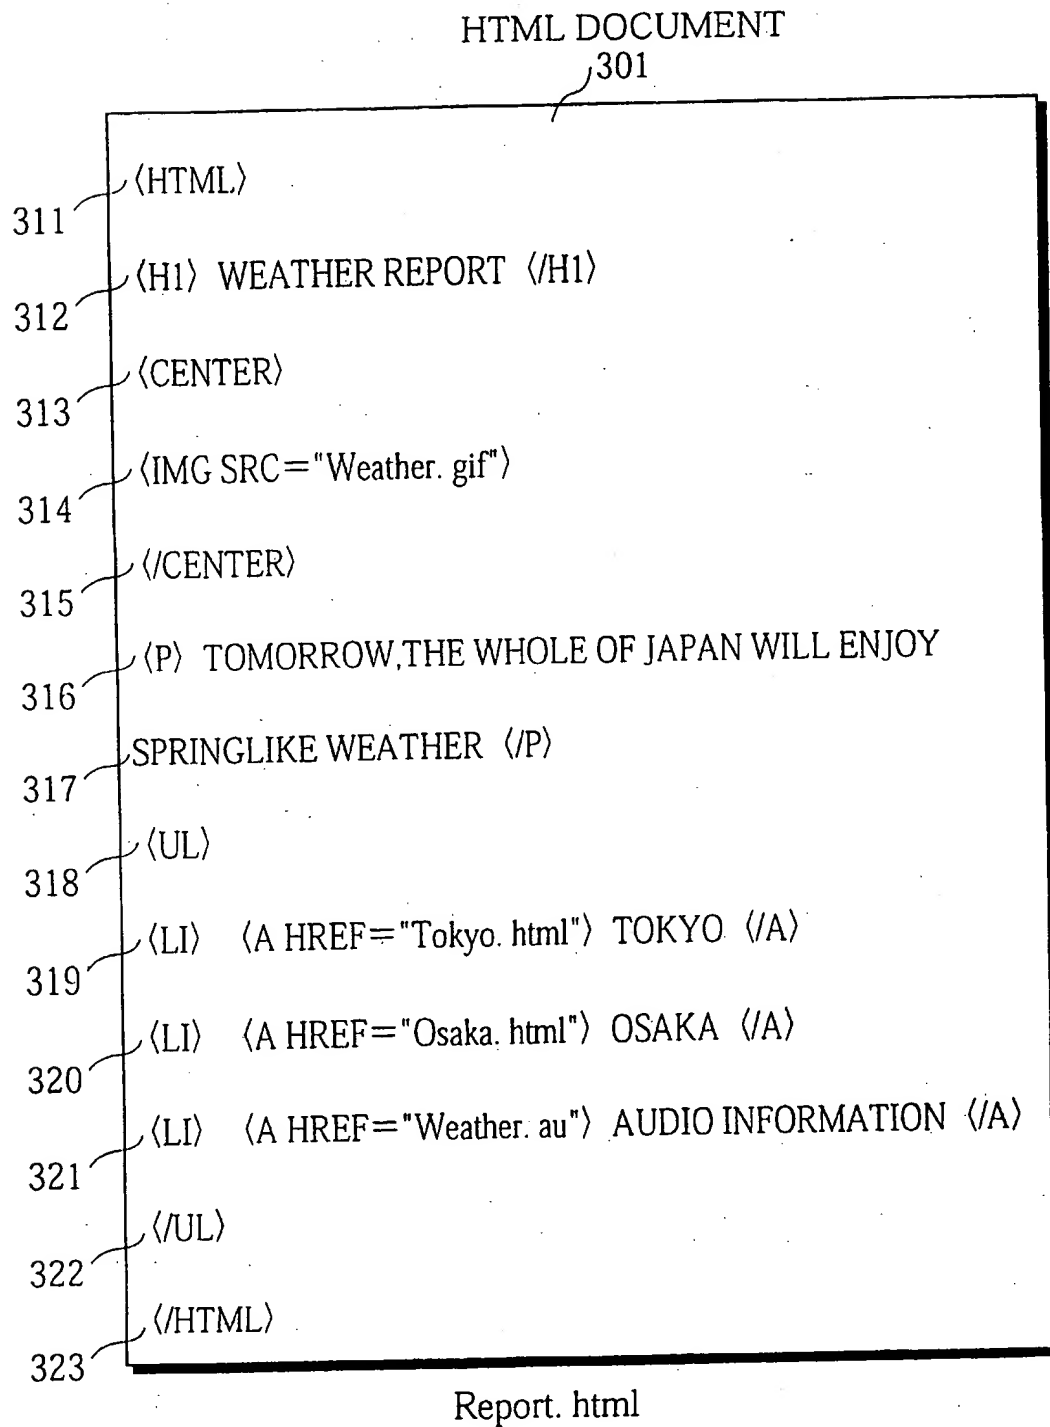 HTML DOCUMENT
301
311 〈HTML〉
312 〈H1〉 WEATHER REPORT 〈/H1〉
313 〈CENTER〉
314 〈IMG SRC="Weather. gif"〉
315 〈/CENTER〉
316 〈P〉 TOMORROW,THE WHOLE OF JAPAN WILL ENJOY
317 SPRINGLIKE WEATHER 〈/P〉
318 〈UL〉
319 〈LI〉 〈A HREF="Tokyo. html"〉 TOKYO 〈/A〉
320 〈LI〉 〈A HREF="Osaka. html"〉 OSAKA 〈/A〉
321 〈LI〉 〈A HREF="Weather. au"〉 AUDIO INFORMATION 〈/A〉
322 〈/UL〉
323 〈/HTML〉
Report. html